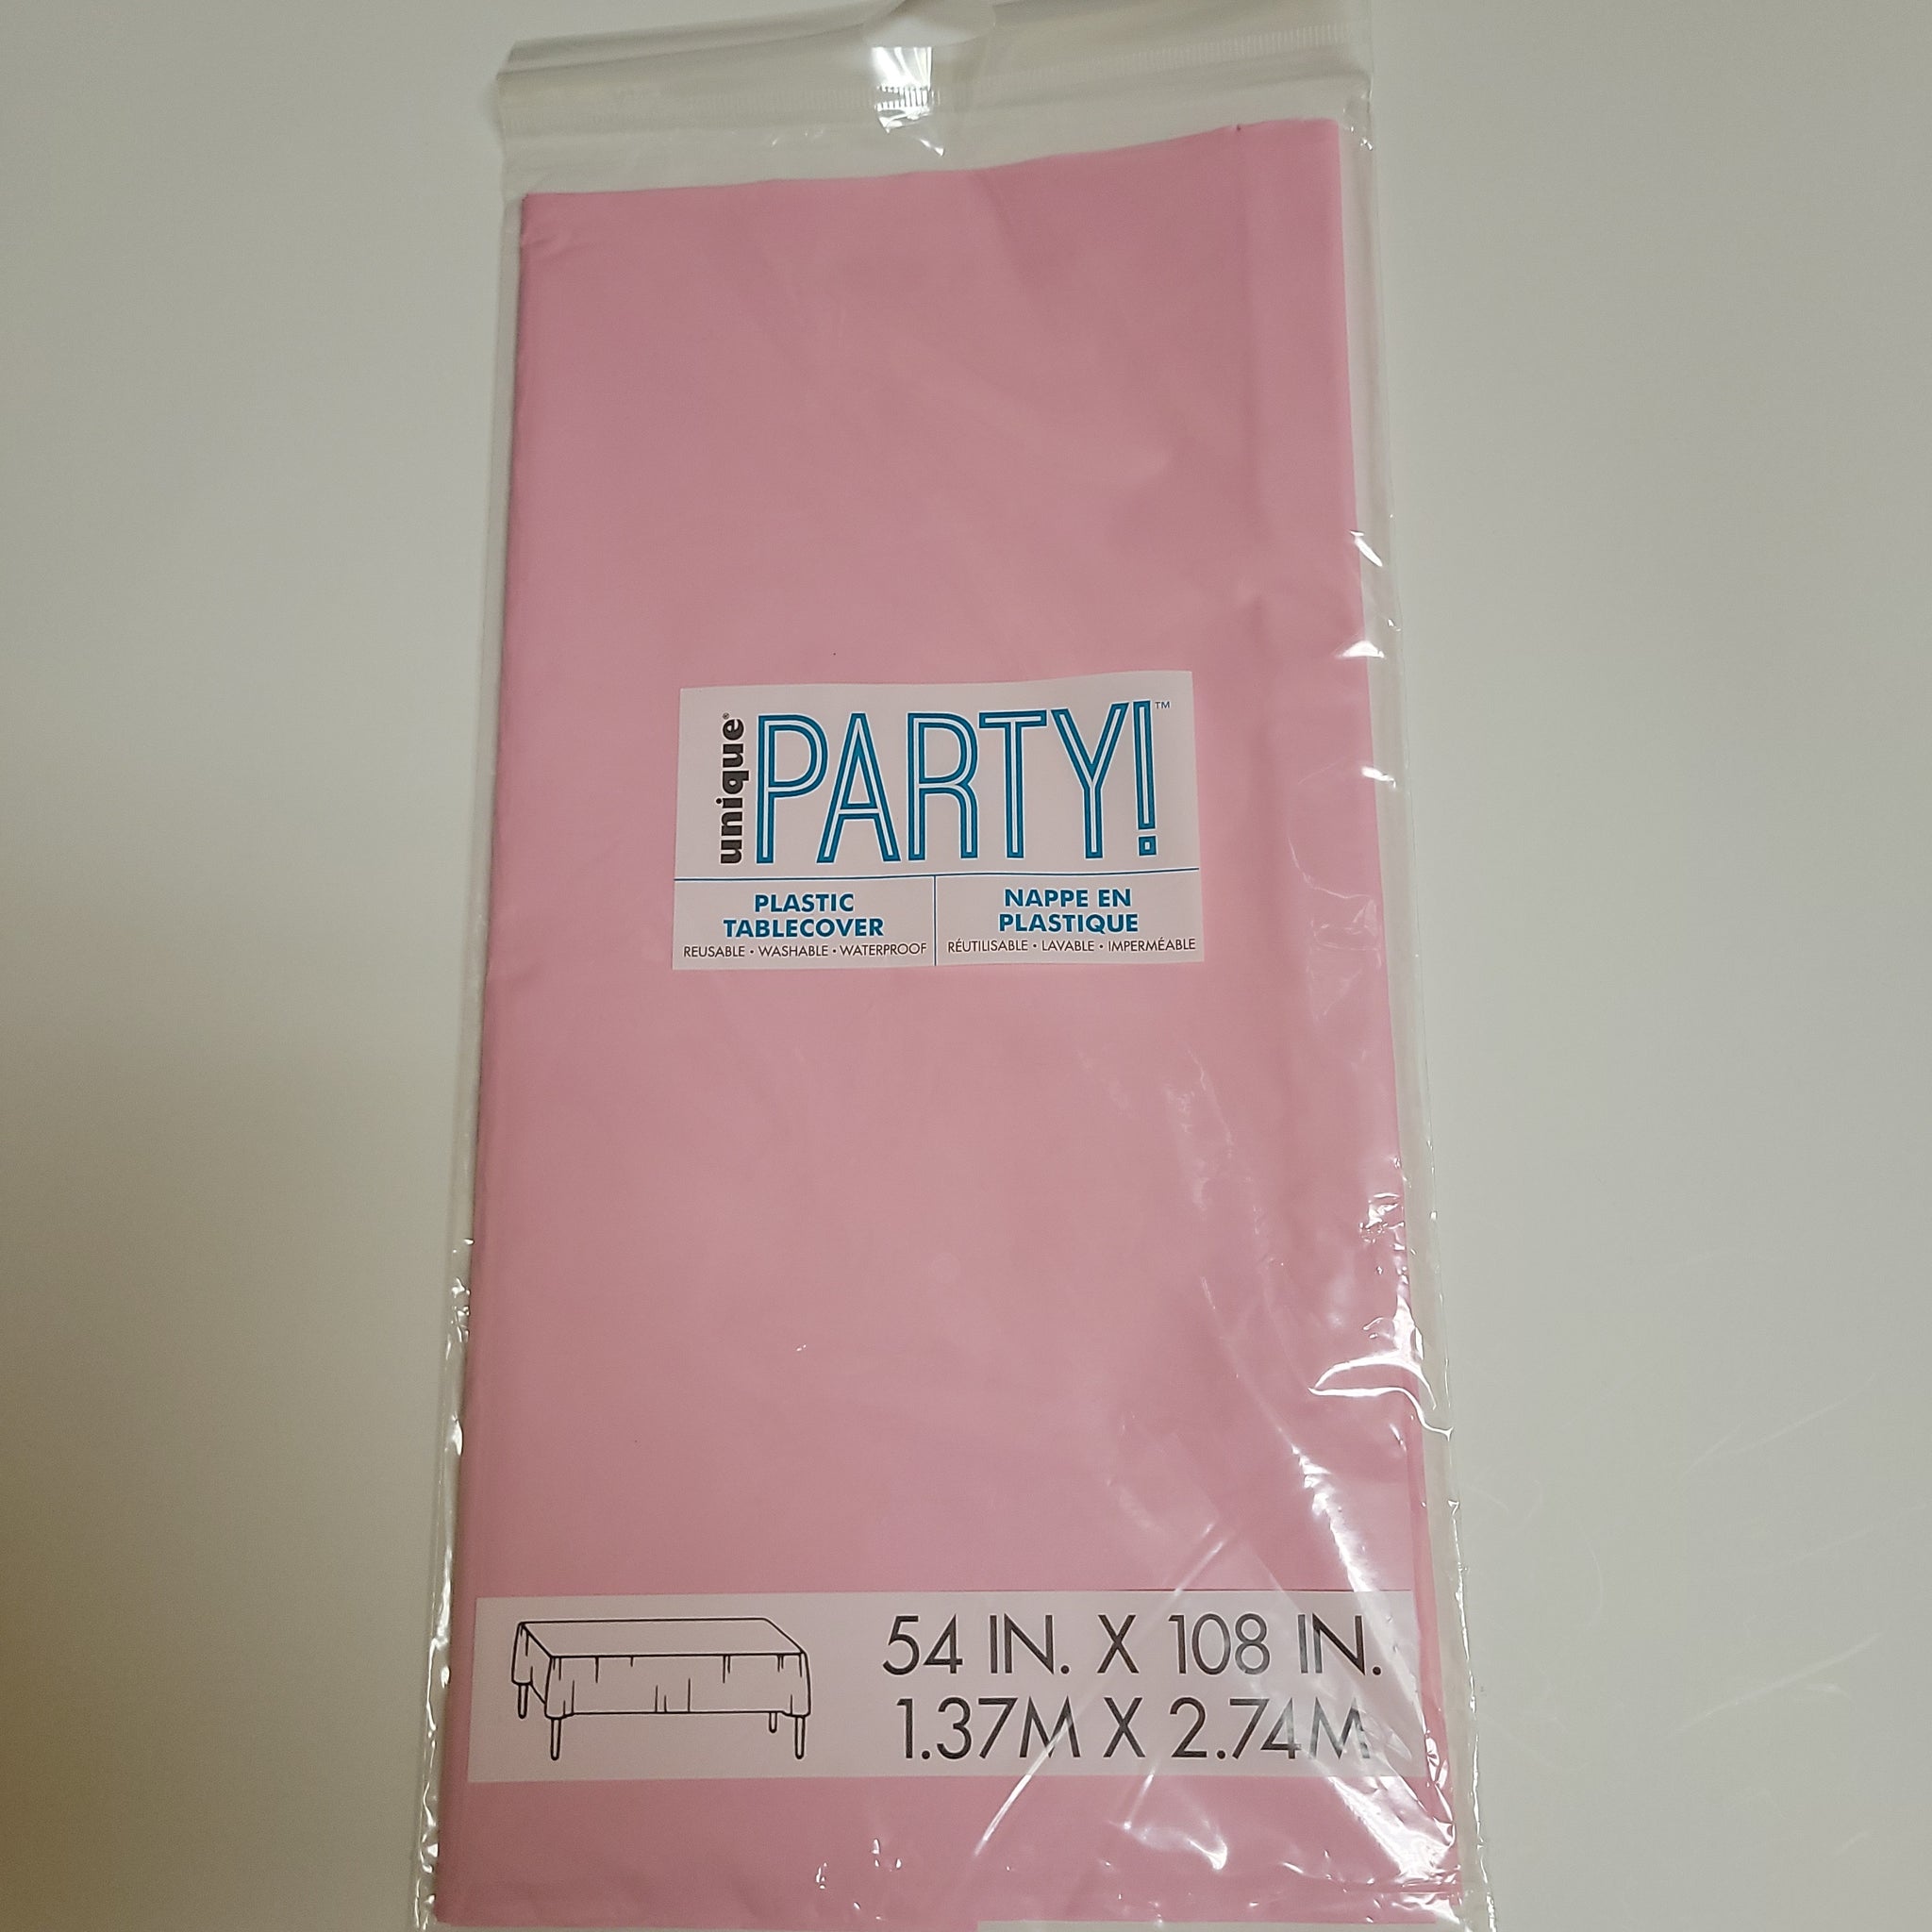 unique® PARTY!™
PLASTIC
TABLECOVER
REUSABLE • WASHABLE • WATERPROOF
NAPPE EN
PLASTIQUE
RÉUTILISABLE • LAVABLE • IMPERMÉABLE
54 IN. X 108 IN.
1.37M X 2.74M